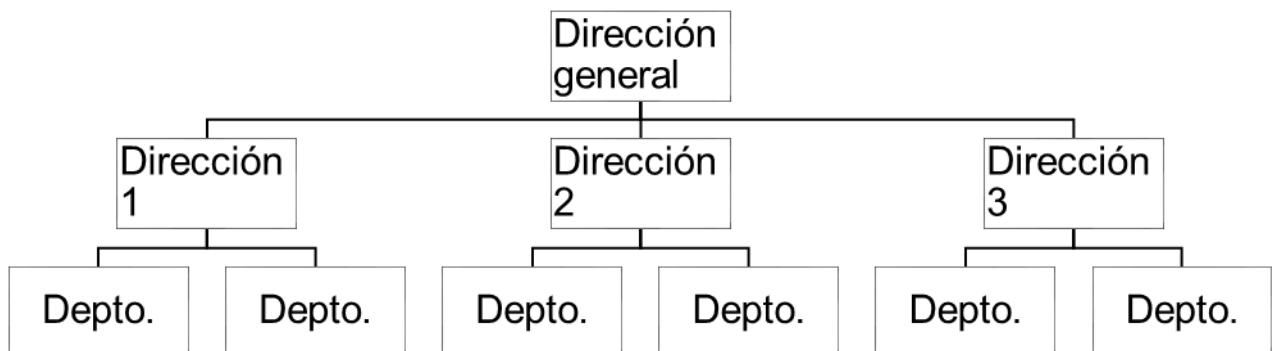 Dirección
general
Dirección
1
Dirección
2
Dirección
3
Depto.
Depto.
Depto.
Depto.
Depto.
Depto.